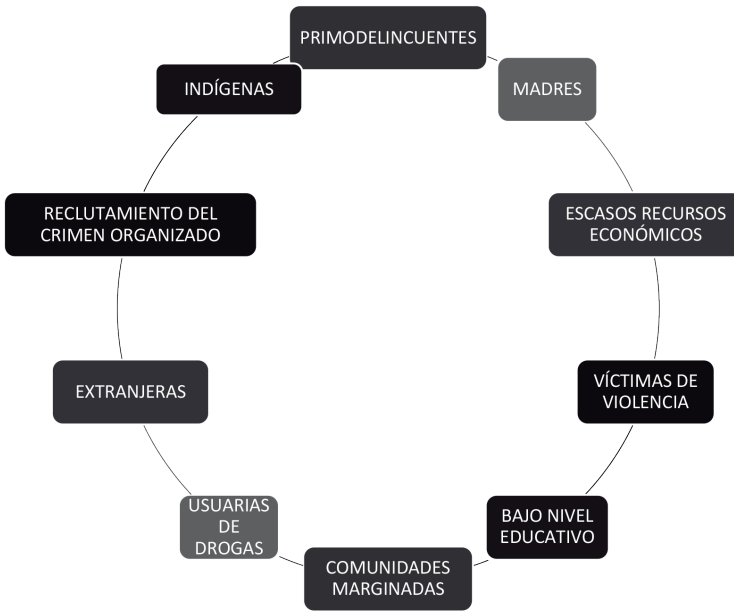 PRIMODELINCUENTES
MADRES
ESCASOS RECURSOS
ECONÓMICOS
VÍCTIMAS DE
VIOLENCIA
BAJO NIVEL
EDUCATIVO
COMUNIDADES
MARGINADAS
USUARIAS
DE
DROGAS
EXTRANJERAS
RECLUTAMIENTO DEL
CRIMEN ORGANIZADO
INDÍGENAS